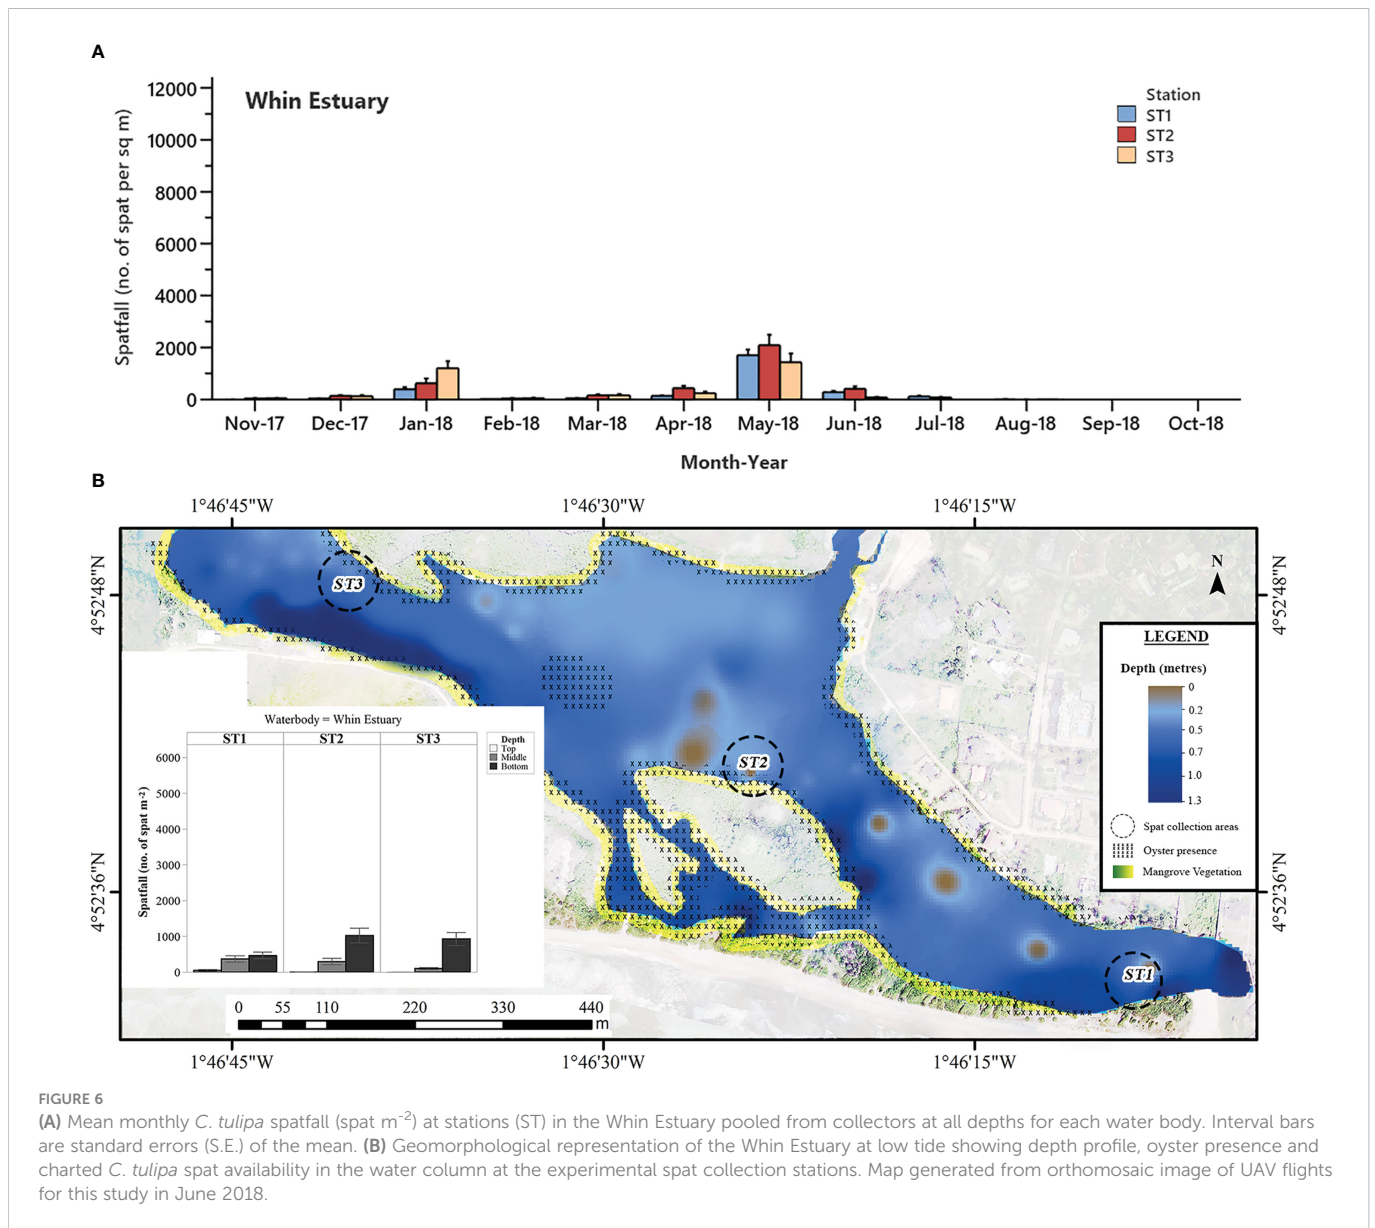 A
Whin Estuary
Spatfall (no. of spat per sq m)
12000
10000
8000
6000
4000
2000
0
Station
ST1
ST2
ST3
Nov-17 Dec-17 Jan-18 Feb-18 Mar-18 Apr-18 May-18 Jun-18 Jul-18 Aug-18 Sep-18 Oct-18
Month-Year
B
1°46'45"W 1°46'30"W 1°46'15"W
4°52'48"N
4°52'36"N
4°52'48"N
4°52'36"N
ST3
ST2
ST1
N
LEGEND
Depth (metres)
0
0.2
0.5
0.7
1.0
1.3
Spat collection areas
Oyster presence
Mangrove Vegetation
Waterbody = Whin Estuary
ST1 ST2 ST3
Depth
Top
Middle
Bottom
Spatfall (no. of spat m⁻²)
6000
5000
4000
3000
2000
1000
0
0 55 110 220 330 440
m
1°46'45"W 1°46'30"W 1°46'15"W
FIGURE 6
(A) Mean monthly C. tulipa spatfall (spat m⁻²) at stations (ST) in the Whin Estuary pooled from collectors at all depths for each water body. Interval bars
are standard errors (S.E.) of the mean. (B) Geomorphological representation of the Whin Estuary at low tide showing depth profile, oyster presence and
charted C. tulipa spat availability in the water column at the experimental spat collection stations. Map generated from orthomosaic image of UAV flights
for this study in June 2018.